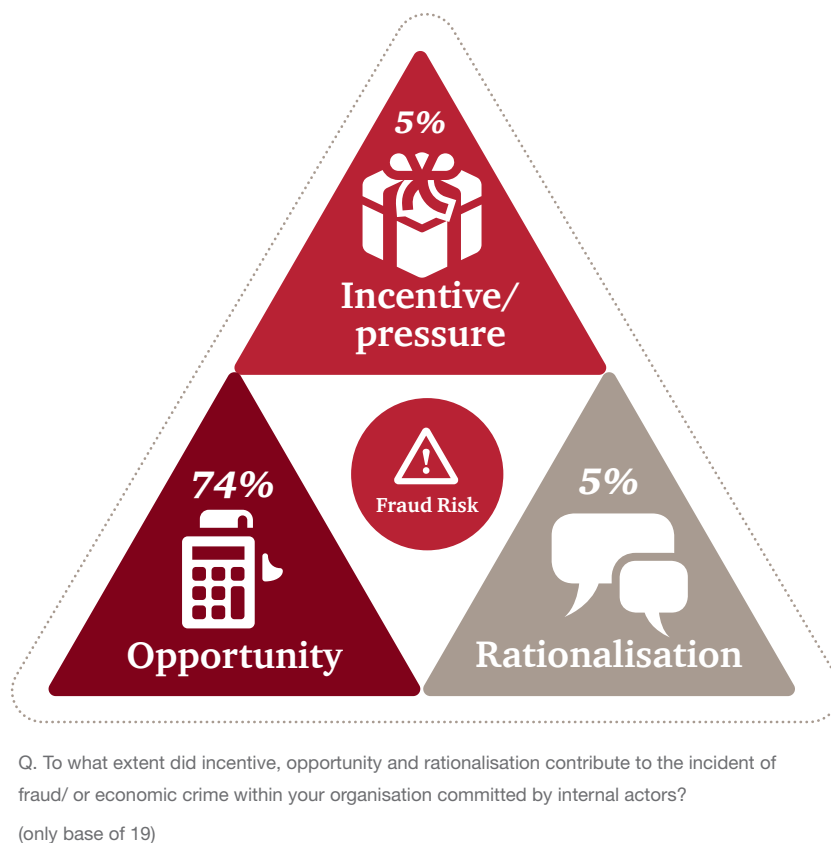 5%
Incentive/
pressure
74%
Opportunity
!
Fraud Risk
5%
Rationalisation
Q. To what extent did incentive, opportunity and rationalisation contribute to the incident of
fraud/ or economic crime within your organisation committed by internal actors?
(only base of 19)